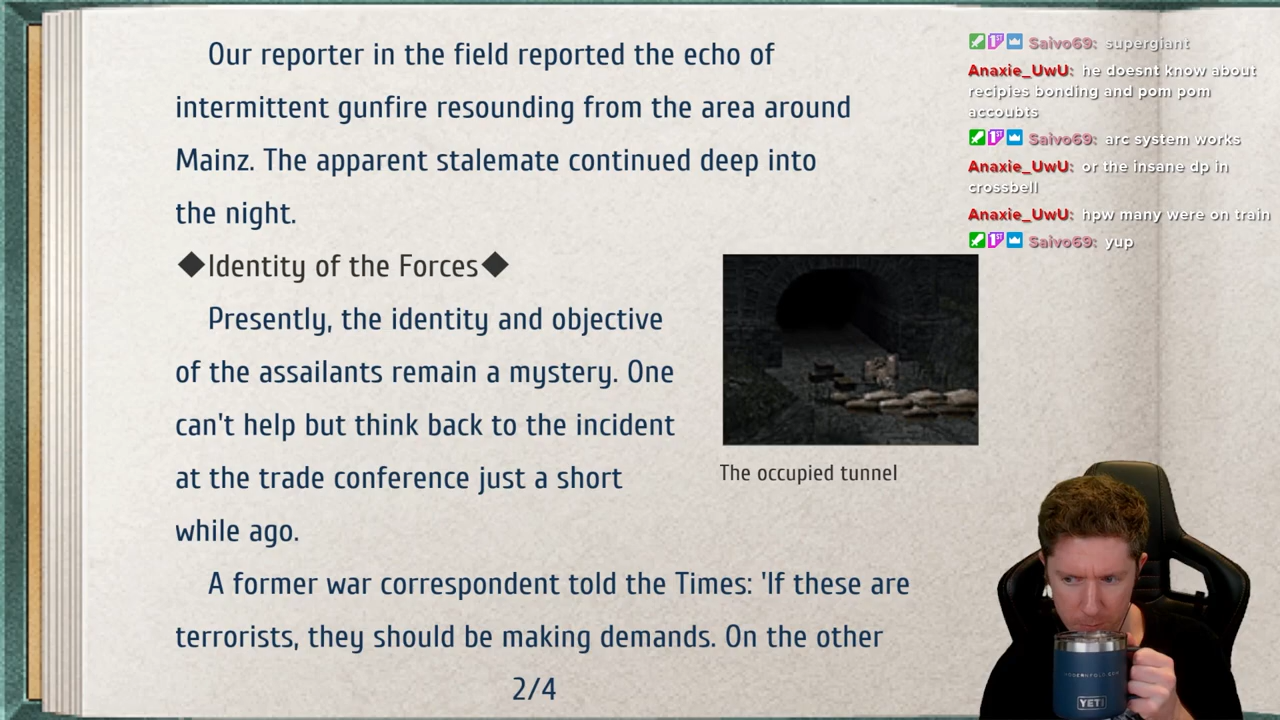 Our reporter in the field reported the echo of
intermittent gunfire resounding from the area around
Mainz. The apparent stalemate continued deep into
the night.
◆Identity of the Forces◆
Presently, the identity and objective
of the assailants remain a mystery. One
can't help but think back to the incident
at the trade conference just a short
while ago.
The occupied tunnel
A former war correspondent told the Times: 'If these are
terrorists, they should be making demands. On the other
2/4
Saivo69: supergiant
Anaxie_UwU: he doesnt know about
recipies bonding and pom pom
accoubts
Saivo69: arc system works
Anaxie_UwU: or the insane dp in
crossbell
Anaxie_UwU: hpw many were on train
Saivo69: yup
YETI